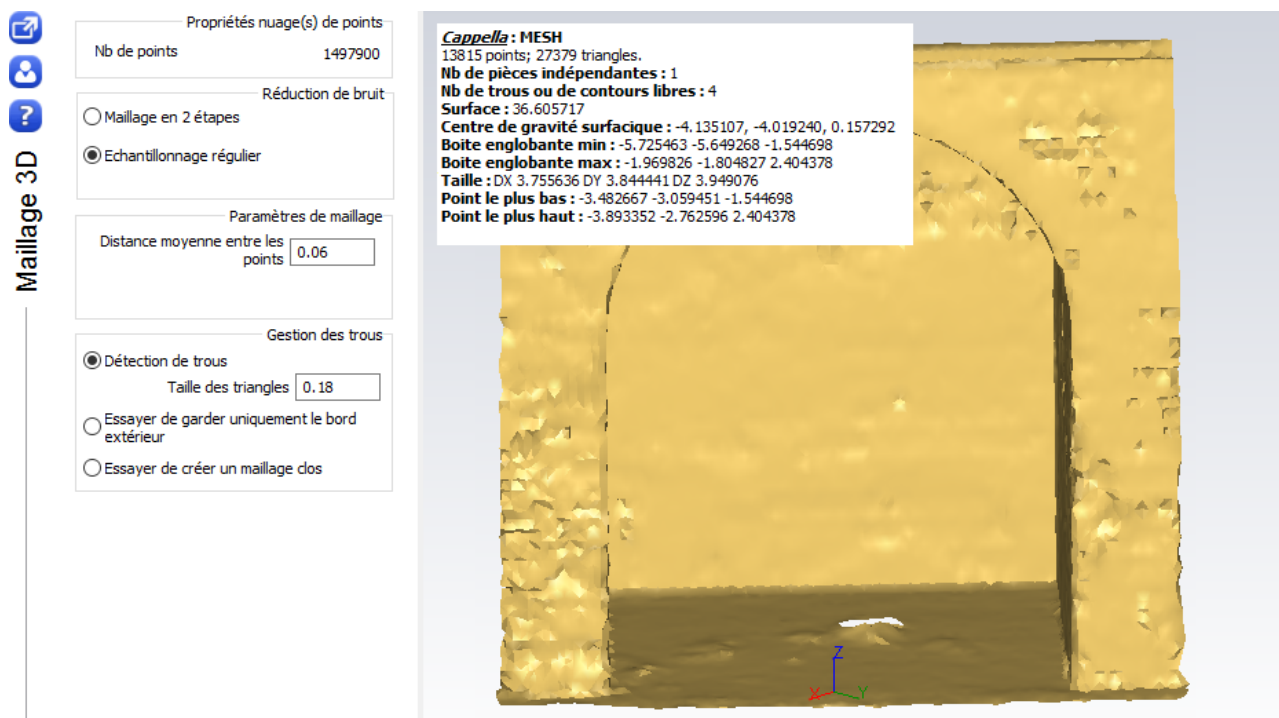 Maillage 3D
Propriétés nuage(s) de points
Nb de points 1497900
Réduction de bruit
Maillage en 2 étapes
Echantillonnage régulier
Paramètres de maillage
Distance moyenne entre les
points 0.06
Gestion des trous
Détection de trous
Taille des triangles 0.18
Essayer de garder uniquement le bord
extérieur
Essayer de créer un maillage clos
Cappella : MESH
13815 points; 27379 triangles.
Nb de pièces indépendantes : 1
Nb de trous ou de contours libres : 4
Surface : 36.605717
Centre de gravité surfacique : -4.135107, -4.019240, 0.157292
Boite englobante min : -5.725463 -5.649268 -1.544698
Boite englobante max : -1.969826 -1.804827 2.404378
Taille : DX 3.755636 DY 3.844441 DZ 3.949076
Point le plus bas : -3.482667 -3.059451 -1.544698
Point le plus haut : -3.893352 -2.762596 2.404378
Z
X
Y